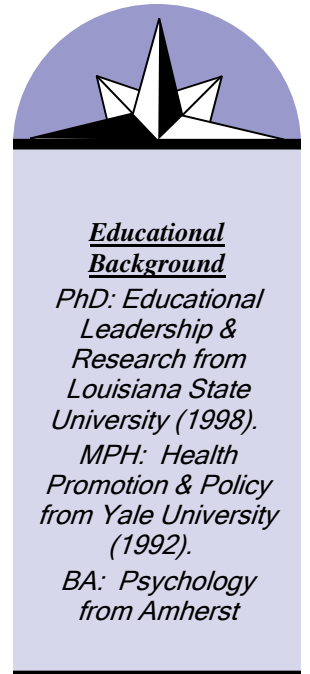 Educational
Background
PhD: Educational
Leadership &
Research from
Louisiana State
University (1998).
MPH: Health
Promotion & Policy
from Yale University
(1992).
BA: Psychology
from Amherst